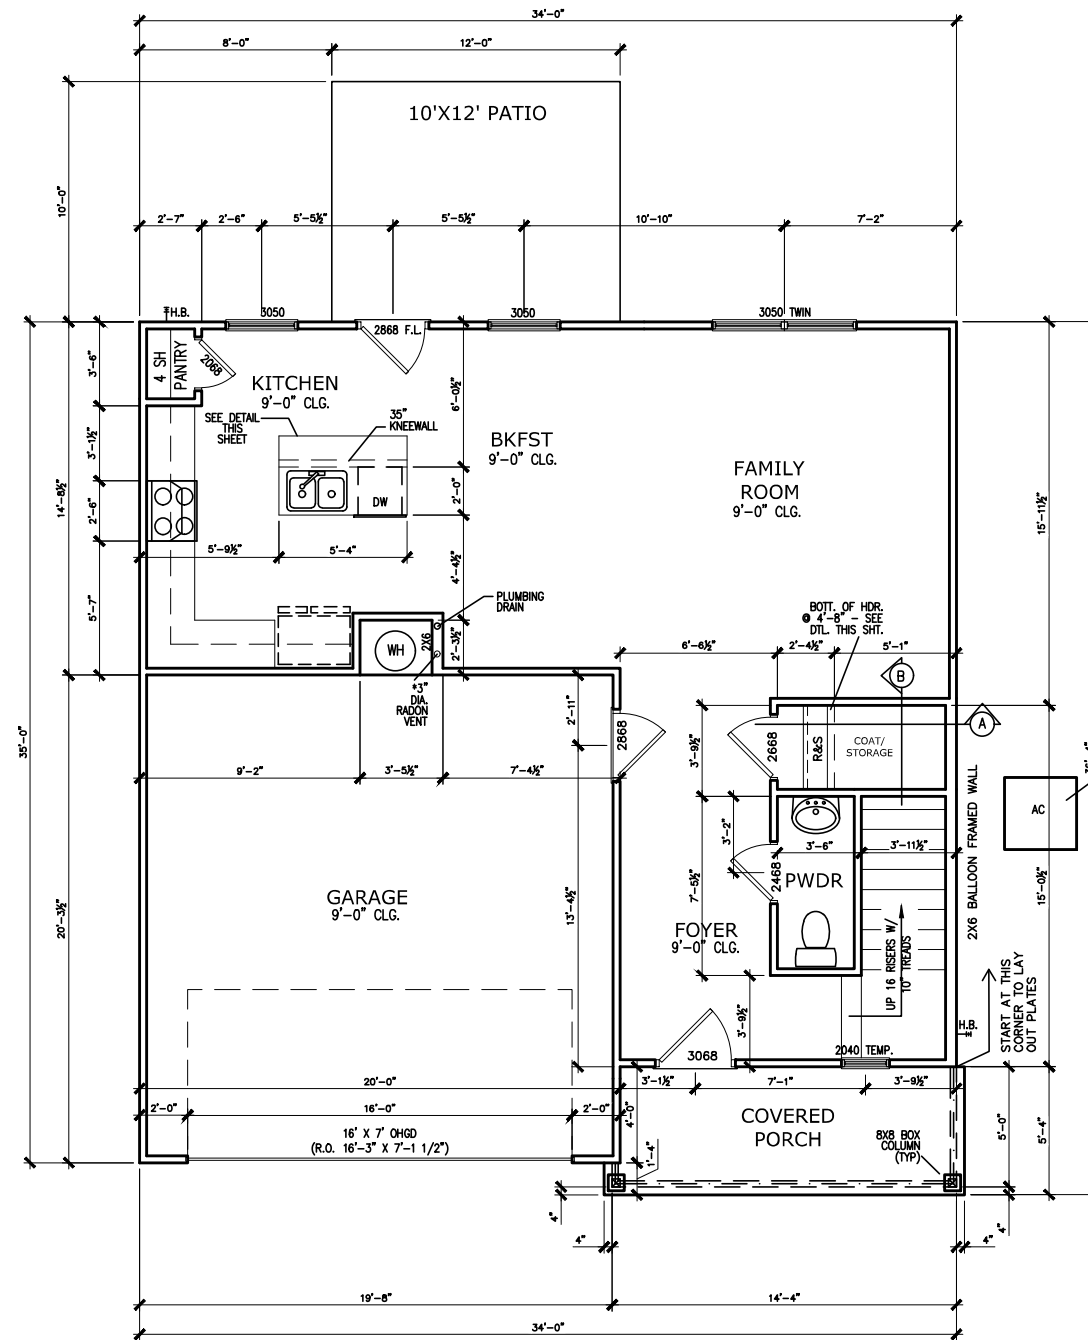 34'-0"
8'-0"
12'-0"
10'X12' PATIO
10'-0"
2'-7"
2'-6"
5'-5½"
5'-5½"
10'-10"
7'-2"
H.B.
3050
2868 F.L.
3050
3050 TWIN
4 SH
PANTRY
2068
3'-6"
KITCHEN
9'-0" CLG.
6'-0½"
SEE DETAIL
THIS
SHEET
35"
KNEEWALL
BKFST
9'-0" CLG.
FAMILY
ROOM
9'-0" CLG.
3'-1½"
14'-8½"
2'-6"
DW
2'-0"
15'-11½"
5'-9½"
5'-4"
4'-4½"
5'-7"
PLUMBING
DRAIN
WH
2X6
2'-3½"
*3"
DIA.
RADON
VENT
BOTT. OF HDR.
@ 4'-8" - SEE
DTL. THIS SHT.
6'-6½"
2'-4½"
5'-1"
B
A
2'-11"
2868
3'-9½"
2668
R&S
COAT/
STORAGE
35'-0"
9'-2"
3'-5½"
7'-4½"
2X6 BALLOON FRAMED WALL
AC
3'-2"
3'-6"
3'-11½"
2468
PWDR
7'-5½"
GARAGE
9'-0" CLG.
13'-4½"
20'-3½"
15'-0½"
FOYER
9'-0" CLG.
UP 16 RISERS W/
10" TREADS
START AT THIS
CORNER TO LAY
OUT PLATES
H.B.
3'-9½"
3068
2040 TEMP.
20'-0"
3'-1½"
7'-1"
3'-9½"
2'-0"
16'-0"
2'-0"
16' X 7' OHGD
(R.O. 16'-3" X 7'-1 1/2")
4'-0"
1'-4"
COVERED
PORCH
8X8 BOX
COLUMN
(TYP)
5'-0"
5'-4"
4"
4"
4"
4"
19'-8"
14'-4"
34'-0"